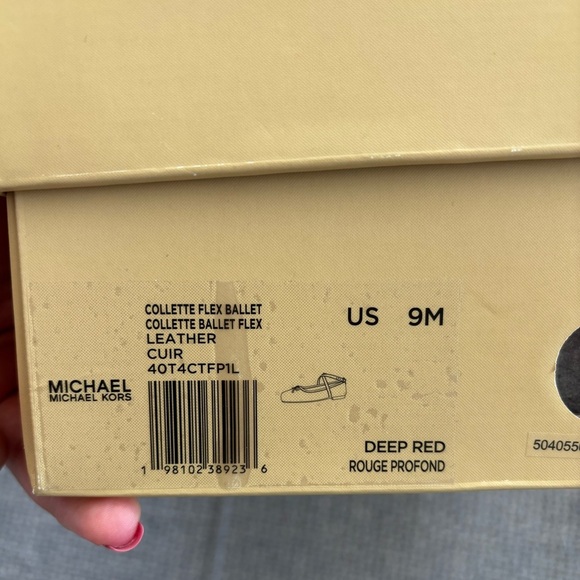 COLLETTE FLEX BALLET
COLLETTE BALLET FLEX
LEATHER
CUIR
40T4CTFP1L
US 9M
MICHAEL
MICHAEL KORS
1 98102 38923 6
DEEP RED
ROUGE PROFOND